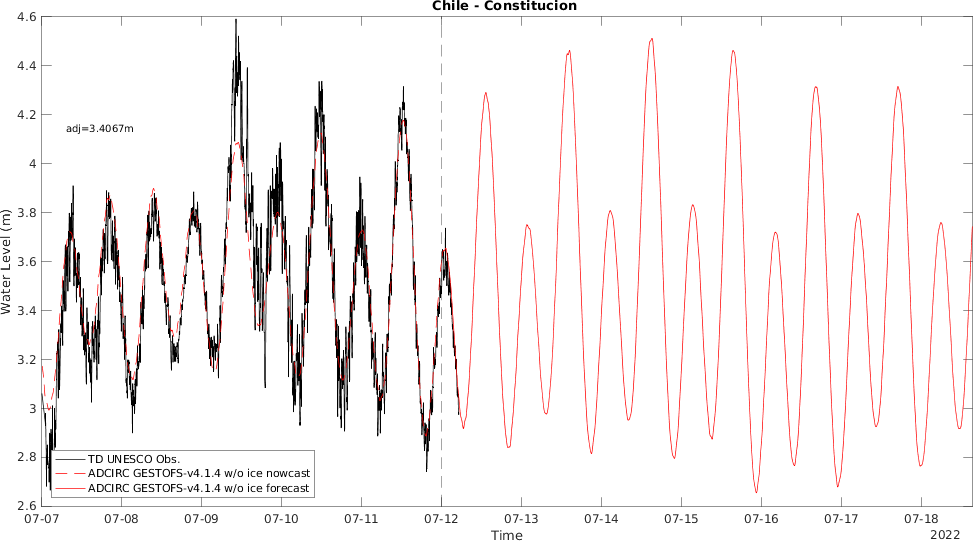 Chile - Constitucion
4.6
4.4
4.2
4
3.8
3.6
3.4
3.2
3
2.8
2.6
Water Level (m)
adj=3.4067m
TD UNESCO Obs.
ADCIRC GESTOFS-v4.1.4 w/o ice nowcast
ADCIRC GESTOFS-v4.1.4 w/o ice forecast
07-07 07-08 07-09 07-10 07-11 07-12 07-13 07-14 07-15 07-16 07-17 07-18
Time
2022